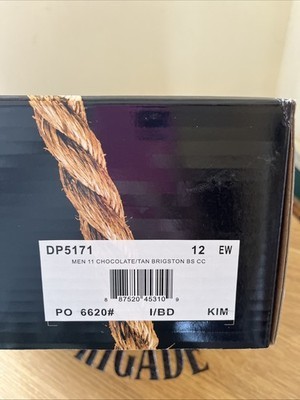 DP5171 12 EW
MEN 11 CHOCOLATE/TAN BRIGSTON BS CC
8 87520 45310 9
PO 6620# I/BD KIM